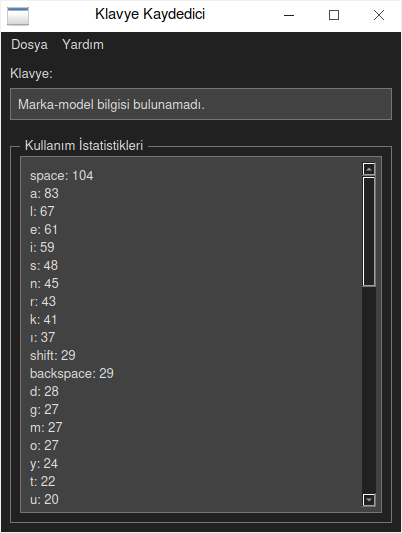 Klavye Kaydedici
Dosya Yardım
Klavye:
Marka-model bilgisi bulunamadı.
Kullanım İstatistikleri
space: 104
a: 83
l: 67
e: 61
i: 59
s: 48
n: 45
r: 43
k: 41
ı: 37
shift: 29
backspace: 29
d: 28
g: 27
m: 27
o: 27
y: 24
t: 22
u: 20